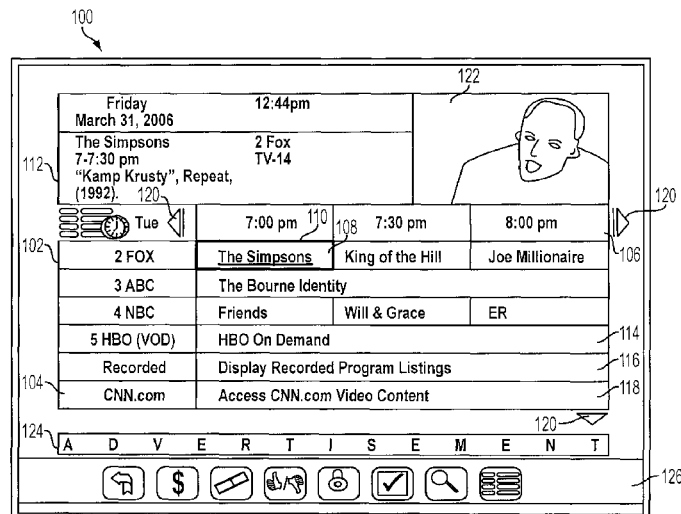 100
122
Friday 12:44pm
March 31, 2006
The Simpsons 2 Fox
7-7:30 pm TV-14
"Kamp Krusty", Repeat,
(1992).
112
120
Tue
110
7:00 pm 7:30 pm 8:00 pm
120
102
2 FOX The Simpsons King of the Hill Joe Millionaire
108
106
3 ABC The Bourne Identity
4 NBC Friends Will & Grace ER
5 HBO (VOD) HBO On Demand
114
Recorded Display Recorded Program Listings
116
104
CNN.com Access CNN.com Video Content
118
120
124
A D V E R T I S E M E N T
$
126